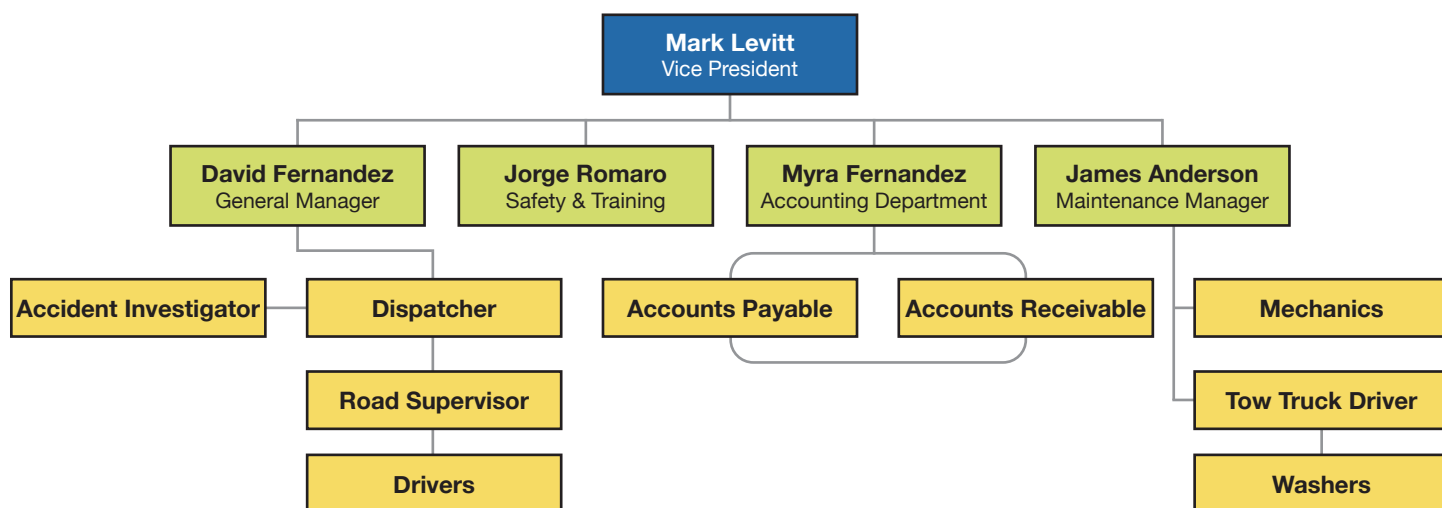 Mark Levitt
Vice President
David Fernandez
General Manager
Jorge Romaro
Safety & Training
Myra Fernandez
Accounting Department
James Anderson
Maintenance Manager
Accident Investigator
Dispatcher
Accounts Payable
Accounts Receivable
Mechanics
Road Supervisor
Tow Truck Driver
Drivers
Washers